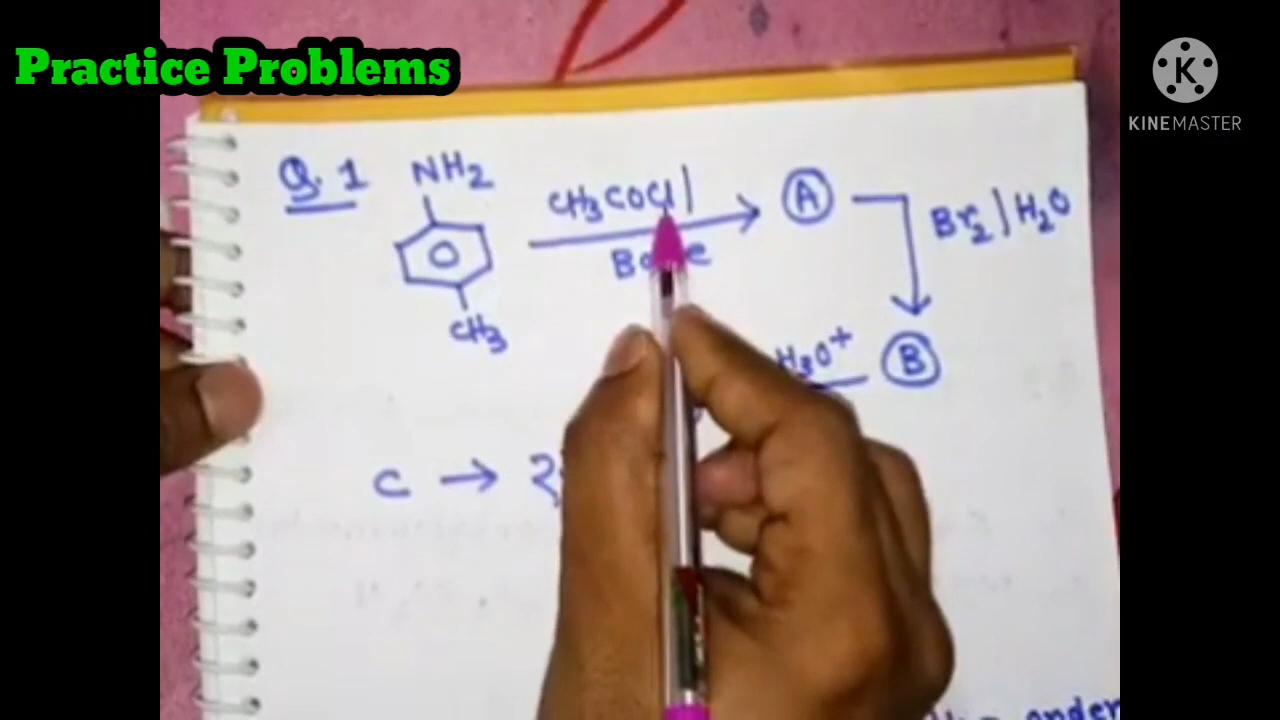 Practice Problems
K
KINEMASTER
Q.1
NH2
CH3COCl|
A
Br2|H2O
CH3
H3O+
B
C →